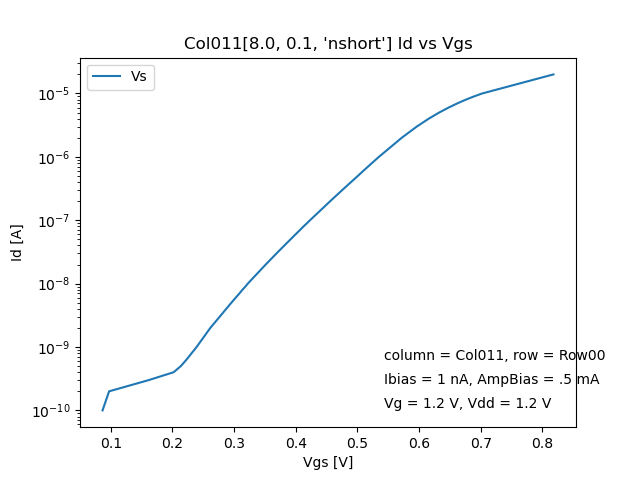 Col011[8.0, 0.1, 'nshort'] Id vs Vgs
Vs
10⁻⁵
10⁻⁶
10⁻⁷
10⁻⁸
10⁻⁹
10⁻¹⁰
Id [A]
column = Col011, row = Row00
Ibias = 1 nA, AmpBias = .5 mA
Vg = 1.2 V, Vdd = 1.2 V
0.1 0.2 0.3 0.4 0.5 0.6 0.7 0.8
Vgs [V]